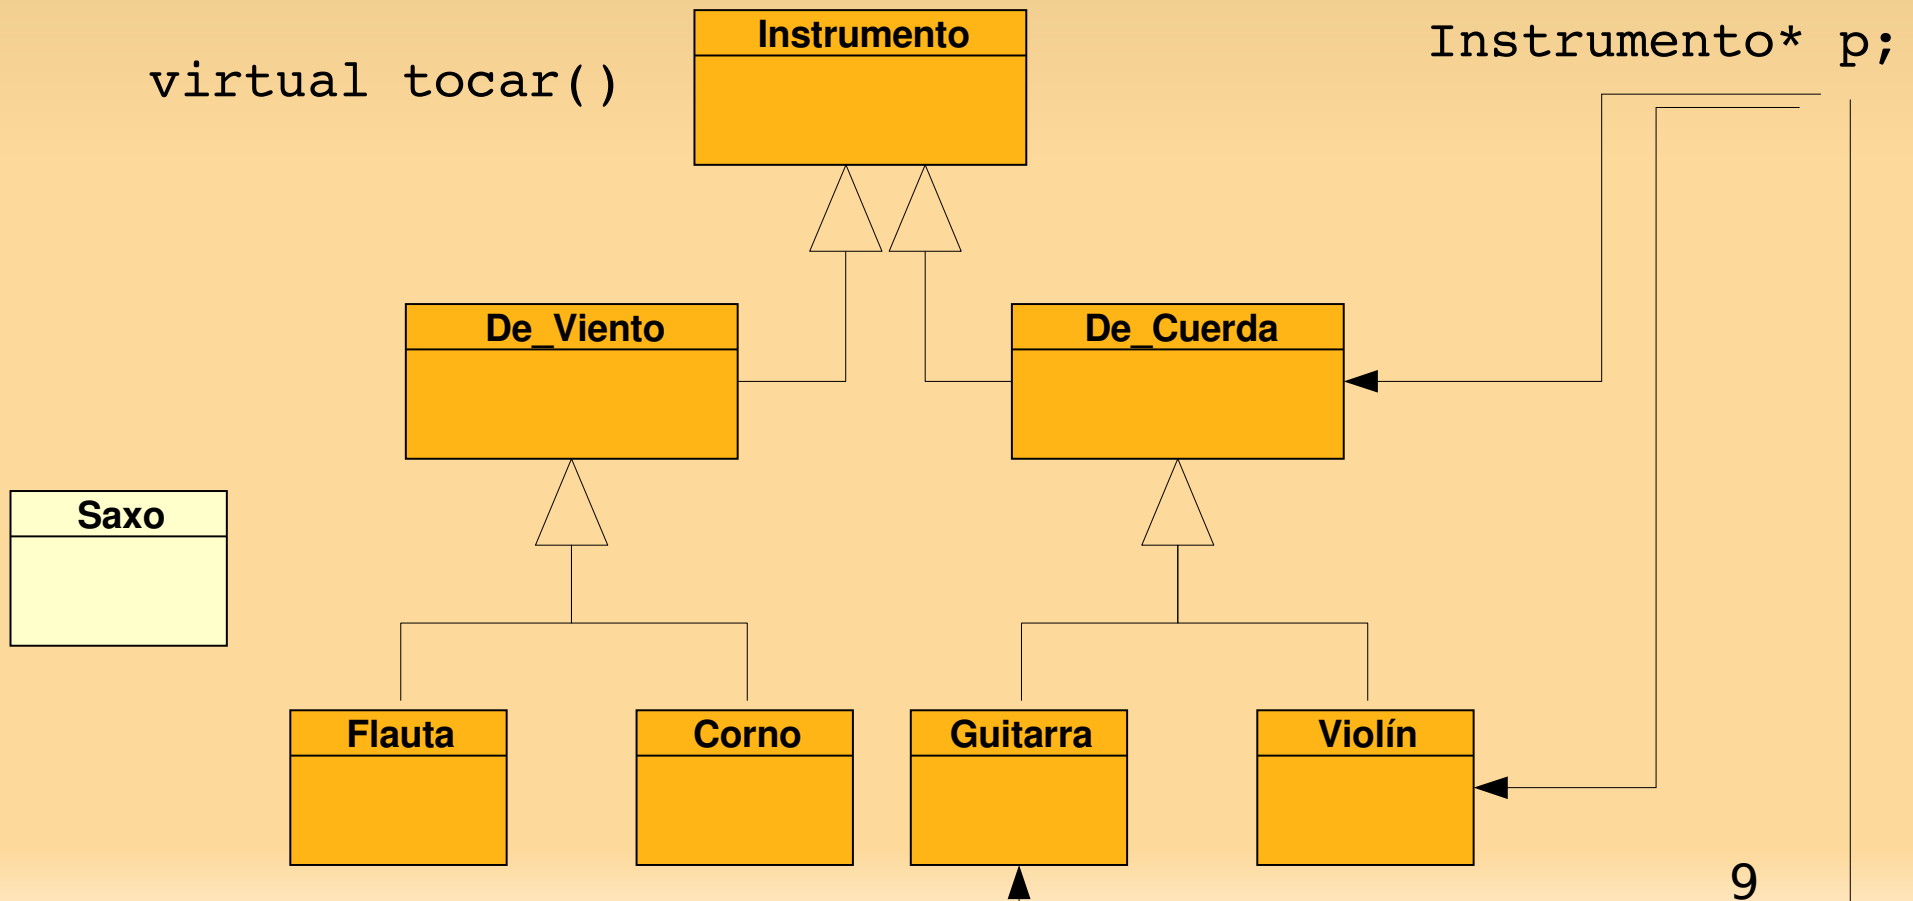 Instrumento
Instrumento* p;
virtual tocar()
De_Viento
De_Cuerda
Saxo
Flauta
Corno
Guitarra
Violín
9